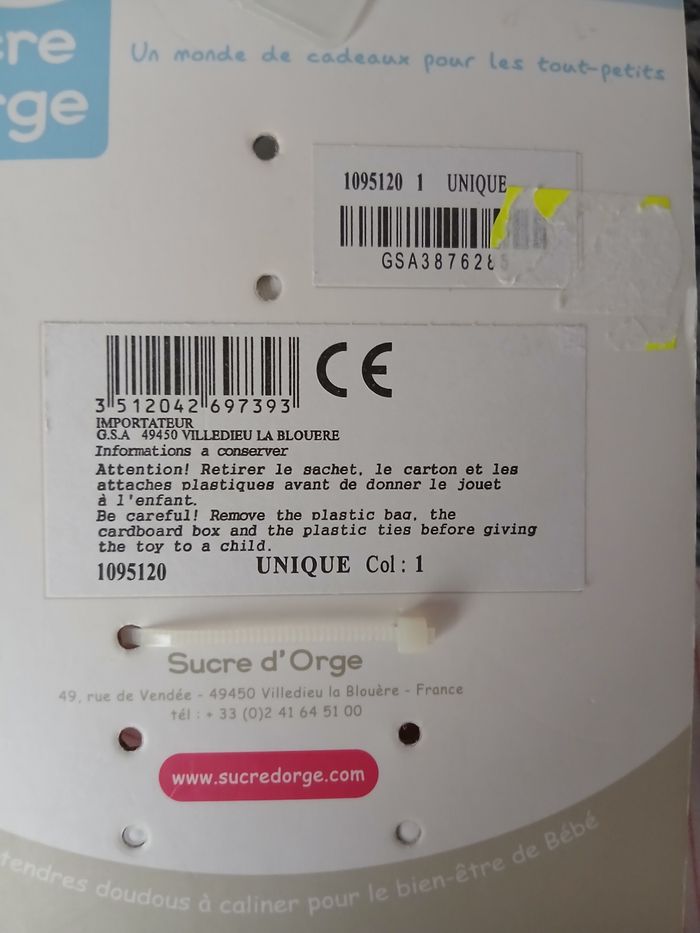 cre
rge
Un monde de cadeaux pour les tout-petits
1095120 1 UNIQUE
GSA387628
3 512042 697393
CE
IMPORTATEUR
G.S.A 49450 VILLEDIEU LA BLOUERE
Informations a conserver
Attention! Retirer le sachet, le carton et les
attaches plastiques avant de donner le jouet
à l'enfant.
Be careful! Remove the plastic bag, the
cardboard box and the plastic ties before giving
the toy to a child.
1095120 UNIQUE Col: 1
Sucre d'Orge
49, rue de Vendée - 49450 Villedieu la Blouère - France
tél : + 33 (0)2 41 64 51 00
www.sucredorge.com
tendres doudous à caliner pour le bien-être de Bébé